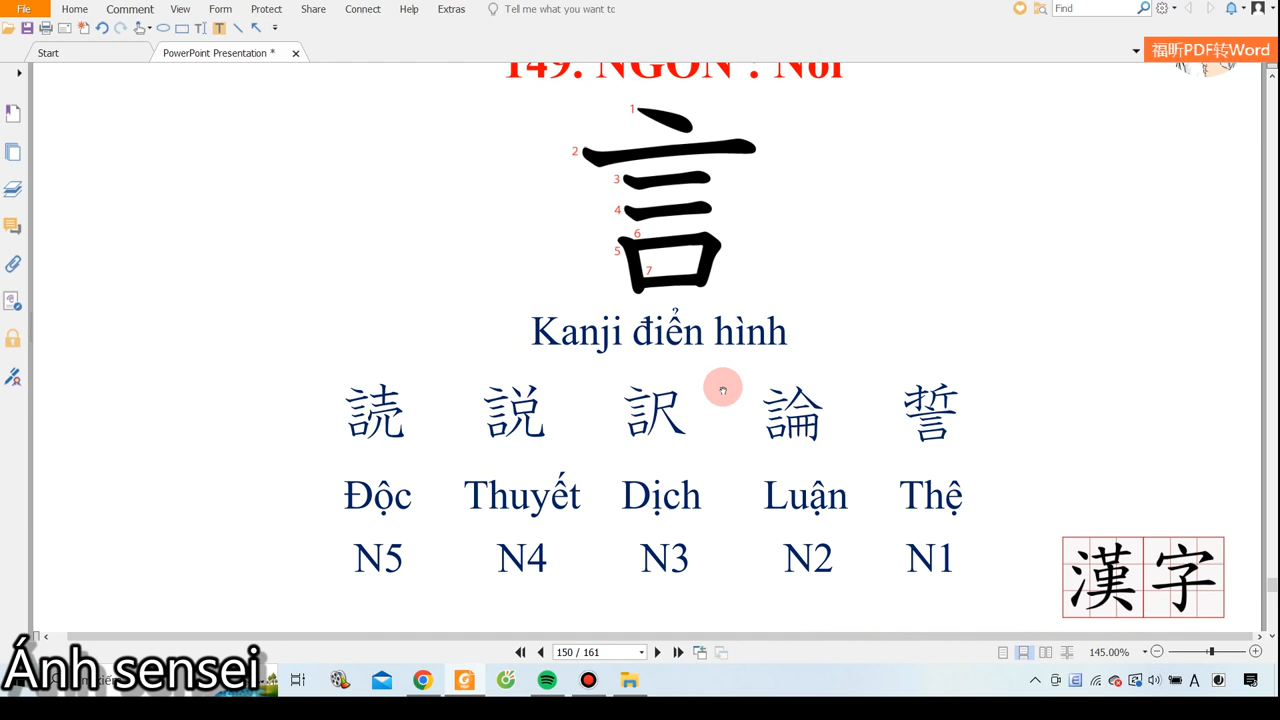 File Home Comment View Form Protect Share Connect Help Extras Tell me what you want to Find
Start PowerPoint Presentation *
福昕PDF转Word
149. NGÔN : Nói
1
2
3
4
6
5
7
Kanji điển hình
読 説 訳 論 誓
Độc Thuyết Dịch Luận Thệ
N5 N4 N3 N2 N1
漢字
150 / 161
145.00%
Ánh sensei